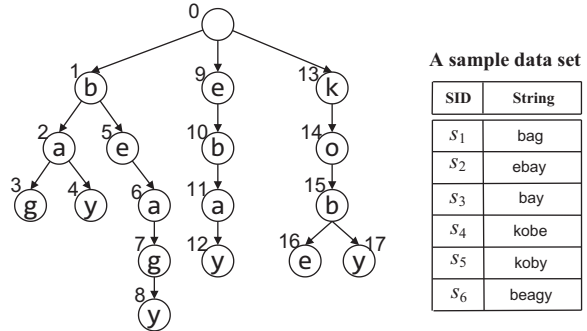 0
1 b 9 e 13 k
2 a 5 e 10 b 14 o
3 g 4 y 6 a 11 a 15 b
7 g 12 y 16 e 17 y
8 y
A sample data set
SID String
s1 bag
s2 ebay
s3 bay
s4 kobe
s5 koby
s6 beagy